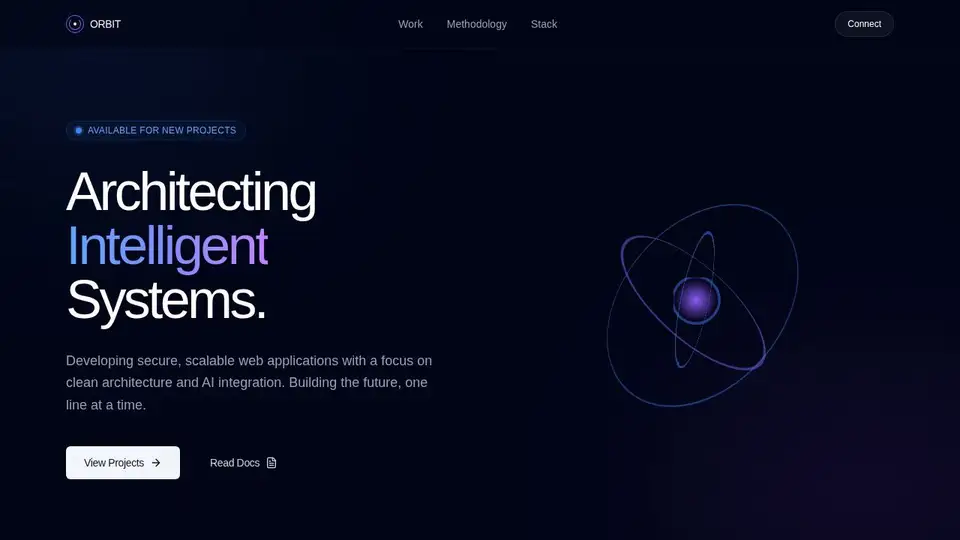 ORBIT
Work
Methodology
Stack
Connect
AVAILABLE FOR NEW PROJECTS
Architecting
Intelligent
Systems.
Developing secure, scalable web applications with a focus on
clean architecture and AI integration. Building the future, one
line at a time.
View Projects
Read Docs